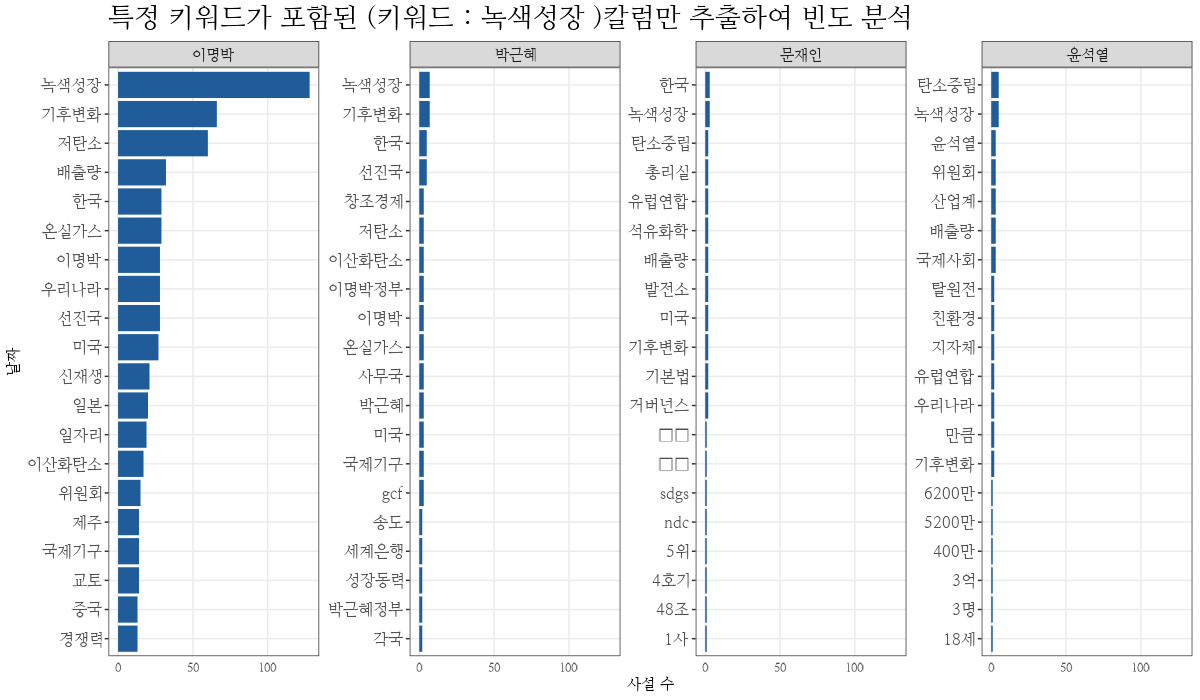 특정 키워드가 포함된 (키워드 : 녹색성장 )칼럼만 추출하여 빈도 분석
이명박
녹색성장
기후변화
저탄소
배출량
한국
온실가스
이명박
우리나라
선진국
미국
신재생
일본
일자리
이산화탄소
위원회
제주
국제기구
교토
중국
경쟁력
0 50 100
박근혜
녹색성장
기후변화
한국
선진국
창조경제
저탄소
이산화탄소
이명박정부
이명박
온실가스
사무국
박근혜
미국
국제기구
gcf
송도
세계은행
성장동력
박근혜정부
각국
0 50 100
문재인
한국
녹색성장
탄소중립
총리실
유럽연합
석유화학
배출량
발전소
미국
기후변화
기본법
거버넌스
□□
□□
sdgs
ndc
5위
4호기
48조
1사
0 50 100
윤석열
탄소중립
녹색성장
윤석열
위원회
산업계
배출량
국제사회
탈원전
친환경
지자체
유럽연합
우리나라
만큼
기후변화
6200만
5200만
400만
3억
3명
18세
0 50 100
날짜
사설 수